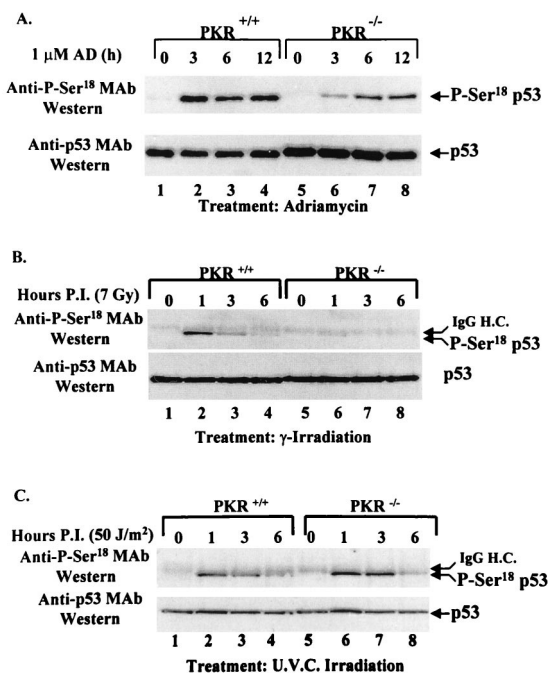 A.
PKR +/+ PKR -/-
1 μM AD (h) 0 3 6 12 0 3 6 12
Anti-P-Ser18 MAb
Western
P-Ser18 p53
Anti-p53 MAb
Western
p53
1 2 3 4 5 6 7 8
Treatment: Adriamycin
B.
PKR +/+ PKR -/-
Hours P.I. (7 Gy) 0 1 3 6 0 1 3 6
Anti-P-Ser18 MAb
Western
IgG H.C.
P-Ser18 p53
Anti-p53 MAb
Western
p53
1 2 3 4 5 6 7 8
Treatment: γ-Irradiation
C.
PKR +/+ PKR -/-
Hours P.I. (50 J/m2) 0 1 3 6 0 1 3 6
Anti-P-Ser18 MAb
Western
IgG H.C.
P-Ser18 p53
Anti-p53 MAb
Western
p53
1 2 3 4 5 6 7 8
Treatment: U.V.C. Irradiation